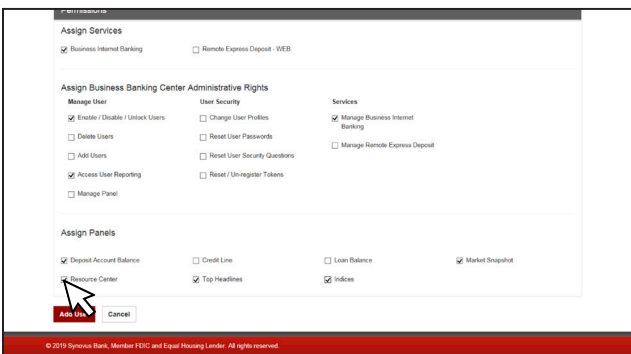 Permissions
Assign Services
Business Internet Banking
Remote Express Deposit - WEB
Assign Business Banking Center Administrative Rights
Manage User
User Security
Services
Enable / Disable / Unlock Users
Change User Profiles
Manage Business Internet
Banking
Delete Users
Reset User Passwords
Manage Remote Express Deposit
Add Users
Reset User Security Questions
Access User Reporting
Reset / Un-register Tokens
Manage Panel
Assign Panels
Deposit Account Balance
Credit Line
Loan Balance
Market Snapshot
Resource Center
Top Headlines
Indices
Add User
Cancel
© 2019 Synovus Bank, Member FDIC and Equal Housing Lender. All rights reserved.